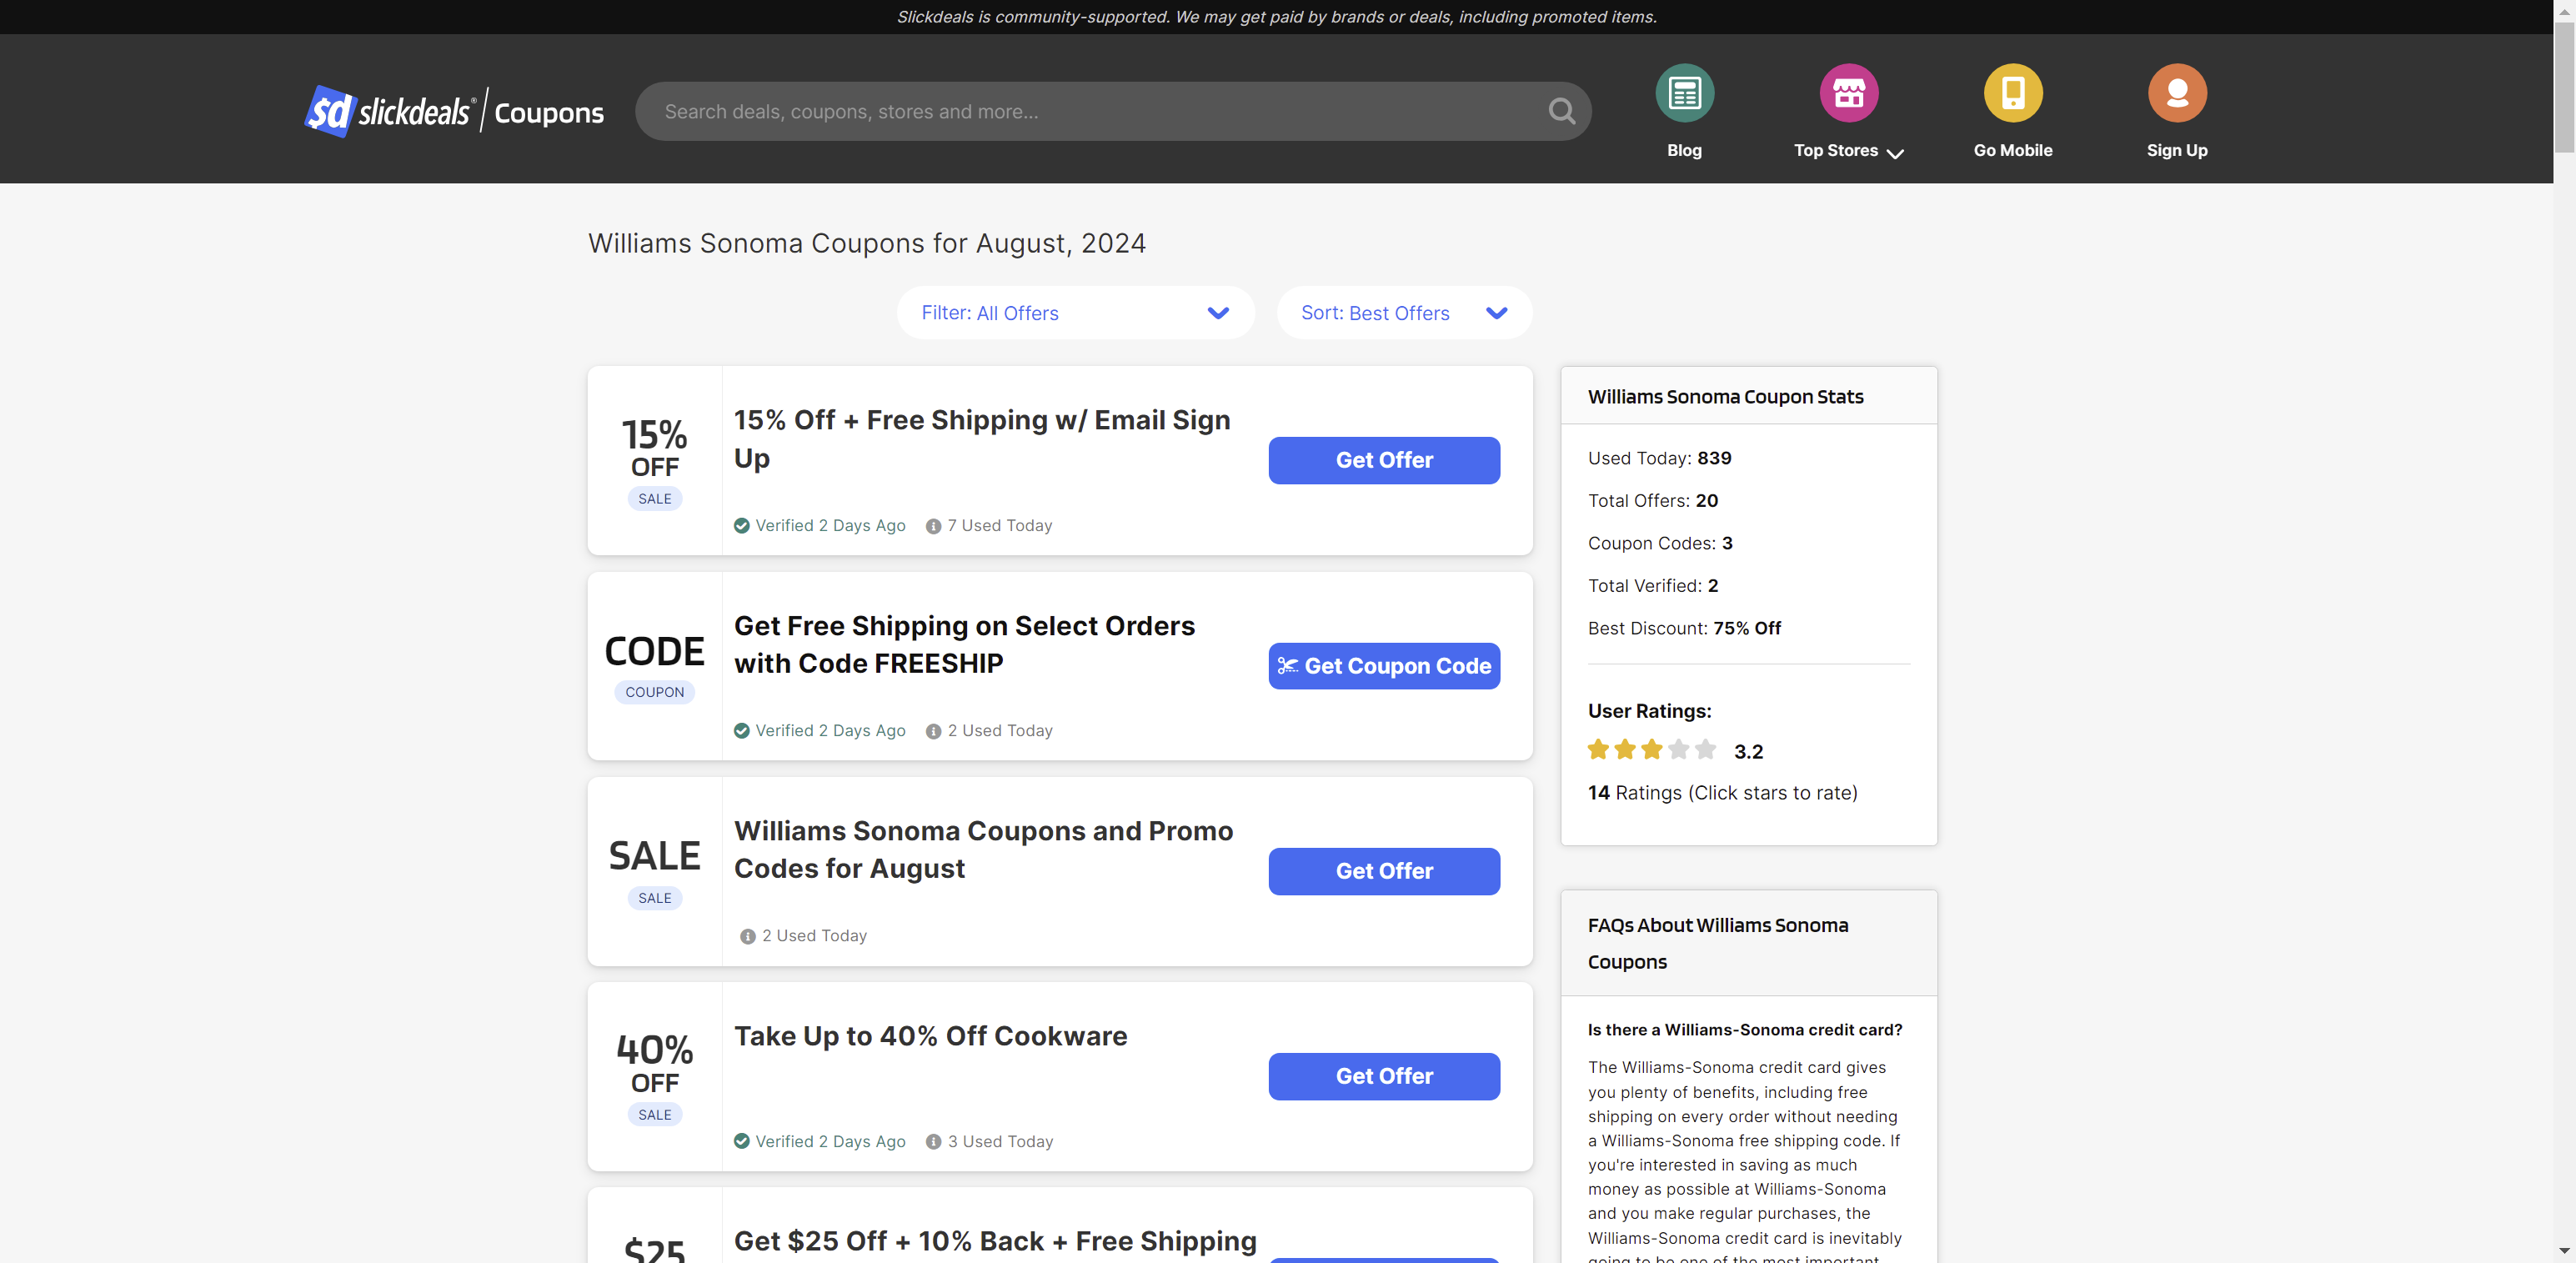 Slickdeals is community-supported. We may get paid by brands or deals, including promoted items.
$d slickdeals® Coupons
Search deals, coupons, stores and more...
Blog
Top Stores
Go Mobile
Sign Up
Williams Sonoma Coupons for August, 2024
Filter: All Offers
Sort: Best Offers
15%
OFF
SALE
15% Off + Free Shipping w/ Email Sign
Up
Get Offer
Verified 2 Days Ago
7 Used Today
CODE
COUPON
Get Free Shipping on Select Orders
with Code FREESHIP
Get Coupon Code
Verified 2 Days Ago
2 Used Today
SALE
SALE
Williams Sonoma Coupons and Promo
Codes for August
Get Offer
2 Used Today
40%
OFF
SALE
Take Up to 40% Off Cookware
Get Offer
Verified 2 Days Ago
3 Used Today
$25
Get $25 Off + 10% Back + Free Shipping
Williams Sonoma Coupon Stats
Used Today: 839
Total Offers: 20
Coupon Codes: 3
Total Verified: 2
Best Discount: 75% Off
User Ratings:
3.2
14 Ratings (Click stars to rate)
FAQs About Williams Sonoma
Coupons
Is there a Williams-Sonoma credit card?
The Williams-Sonoma credit card gives
you plenty of benefits, including free
shipping on every order without needing
a Williams-Sonoma free shipping code. If
you're interested in saving as much
money as possible at Williams-Sonoma
and you make regular purchases, the
Williams-Sonoma credit card is inevitably
going to be one of the most important